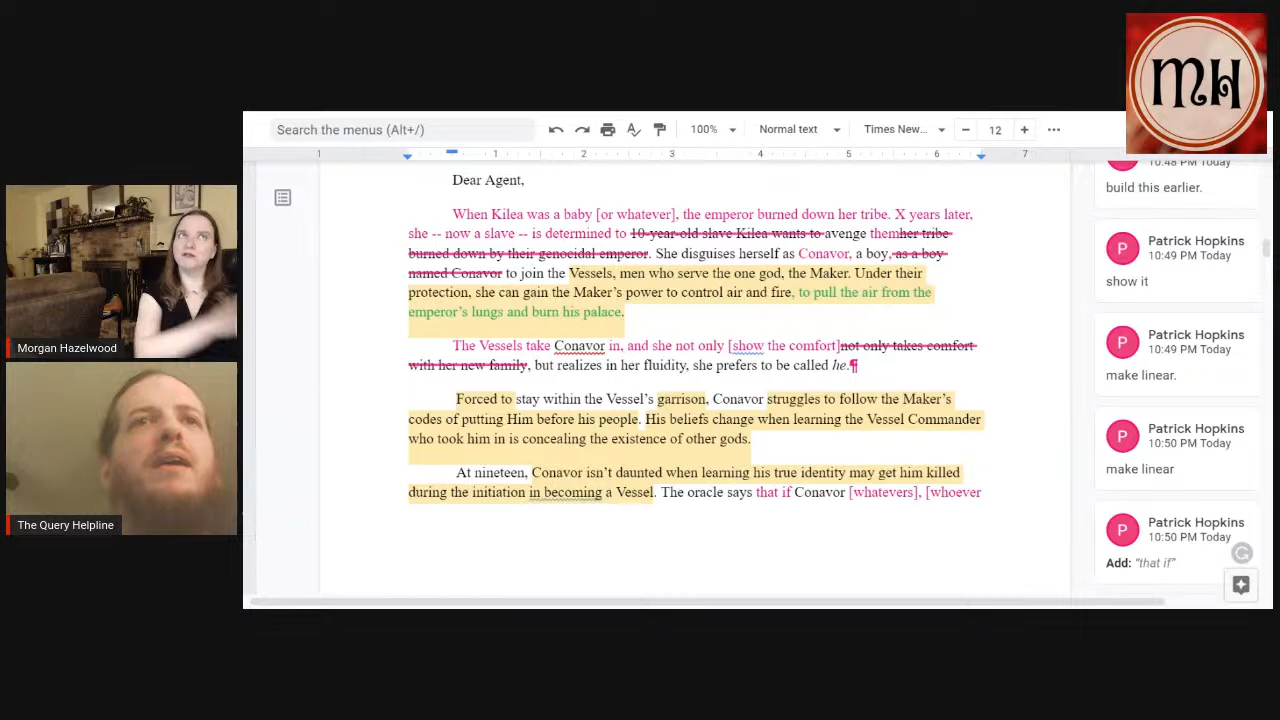 MH
Search the menus (Alt+/)
100%
Normal text
Times New...
12
1 1 2 3 4 5 6 7
Dear Agent,
When Kilea was a baby [or whatever], the emperor burned down her tribe. X years later,
she -- now a slave -- is determined to 10-year-old slave Kilea wants to avenge themher tribe
burned down by their genocidal emperor. She disguises herself as Conavor, a boy, as a boy
named Conavor to join the Vessels, men who serve the one god, the Maker. Under their
protection, she can gain the Maker's power to control air and fire, to pull the air from the
emperor's lungs and burn his palace.
The Vessels take Conavor in, and she not only [show the comfort]not only takes comfort
with her new family, but realizes in her fluidity, she prefers to be called he.¶
Forced to stay within the Vessel's garrison, Conavor struggles to follow the Maker's
codes of putting Him before his people. His beliefs change when learning the Vessel Commander
who took him in is concealing the existence of other gods.
At nineteen, Conavor isn't daunted when learning his true identity may get him killed
during the initiation in becoming a Vessel. The oracle says that if Conavor [whatevers], [whoever
10:48 PM Today
build this earlier.
P
Patrick Hopkins
10:49 PM Today
show it
P
Patrick Hopkins
10:49 PM Today
make linear.
P
Patrick Hopkins
10:50 PM Today
make linear
P
Patrick Hopkins
10:50 PM Today
Add: "that if"
Morgan Hazelwood
The Query Helpline